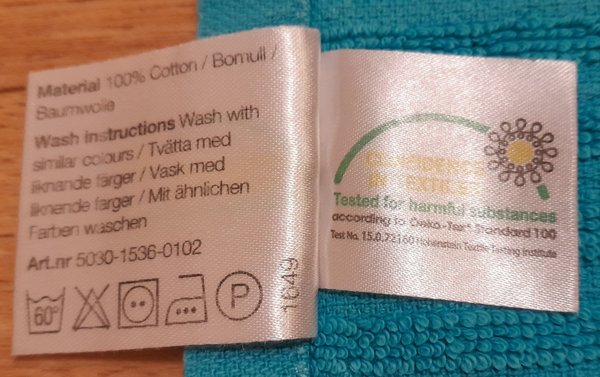 Material 100% Cotton / Bomull /
Baumwolle
Wash instructions Wash with
similar colours / Tvätta med
liknande färger / Vask med
liknende farger / Mit ähnlichen
Farben waschen
Art.nr 5030-1536-0102
60°
P
1049
CONFIDENCE
IN TEXTILES
Tested for harmful substances
according to Oeko-Tex® Standard 100
Test No. 15.0.72160 Hohenstein Textile Testing Institute